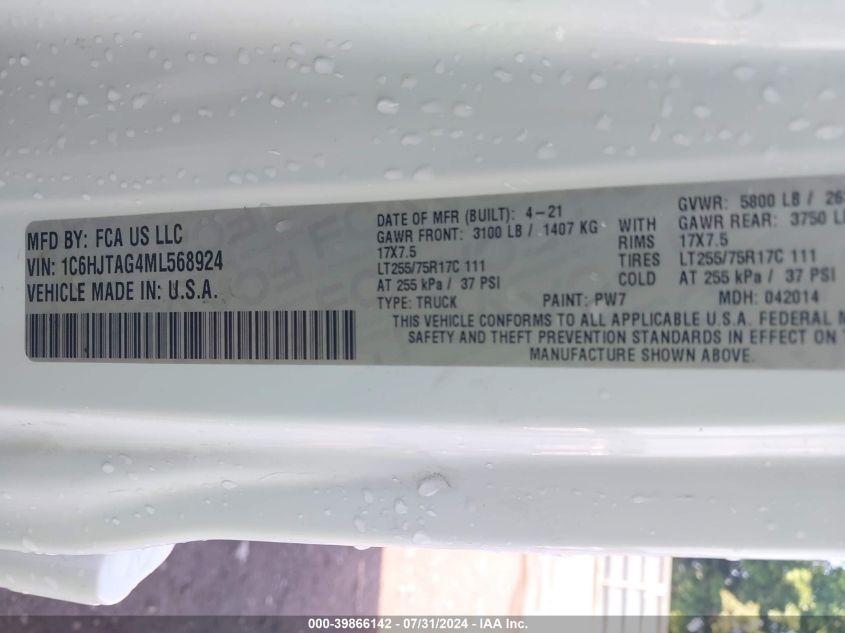 MFD BY: FCA US LLC
VIN: 1C6HJTAG4ML568924
VEHICLE MADE IN: U.S.A.
DATE OF MFR (BUILT): 4-21
GAWR FRONT: 3100 LB / 1407 KG
17X7.5
LT255/75R17C 111
AT 255 kPa / 37 PSI
TYPE: TRUCK
WITH
RIMS
TIRES
COLD
GVWR: 5800 LB / 26
GAWR REAR: 3750 LB
17X7.5
LT255/75R17C 111
AT 255 kPa / 37 PSI
PAINT: PW7
MDH: 042014
THIS VEHICLE CONFORMS TO ALL APPLICABLE U.S.A. FEDERAL M
SAFETY AND THEFT PREVENTION STANDARDS IN EFFECT ON
MANUFACTURE SHOWN ABOVE.
000-39866142 - 07/31/2024 - IAA Inc.